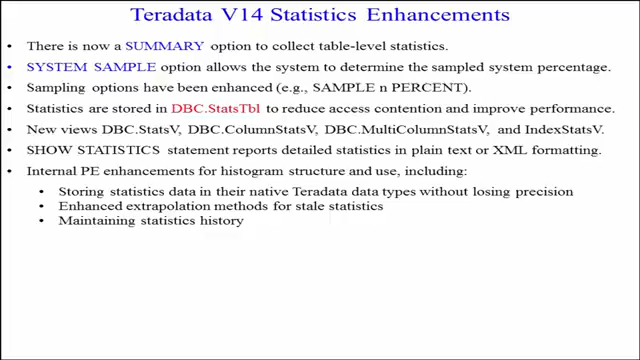 Teradata V14 Statistics Enhancements
• There is now a SUMMARY option to collect table-level statistics.
• SYSTEM SAMPLE option allows the system to determine the sampled system percentage.
• Sampling options have been enhanced (e.g., SAMPLE n PERCENT).
• Statistics are stored in DBC.StatsTbl to reduce access contention and improve performance.
• New views DBC.StatsV, DBC.ColumnStatsV, DBC.MultiColumnStatsV, and IndexStatsV.
• SHOW STATISTICS statement reports detailed statistics in plain text or XML formatting.
• Internal PE enhancements for histogram structure and use, including:
• Storing statistics data in their native Teradata data types without losing precision
• Enhanced extrapolation methods for stale statistics
• Maintaining statistics history